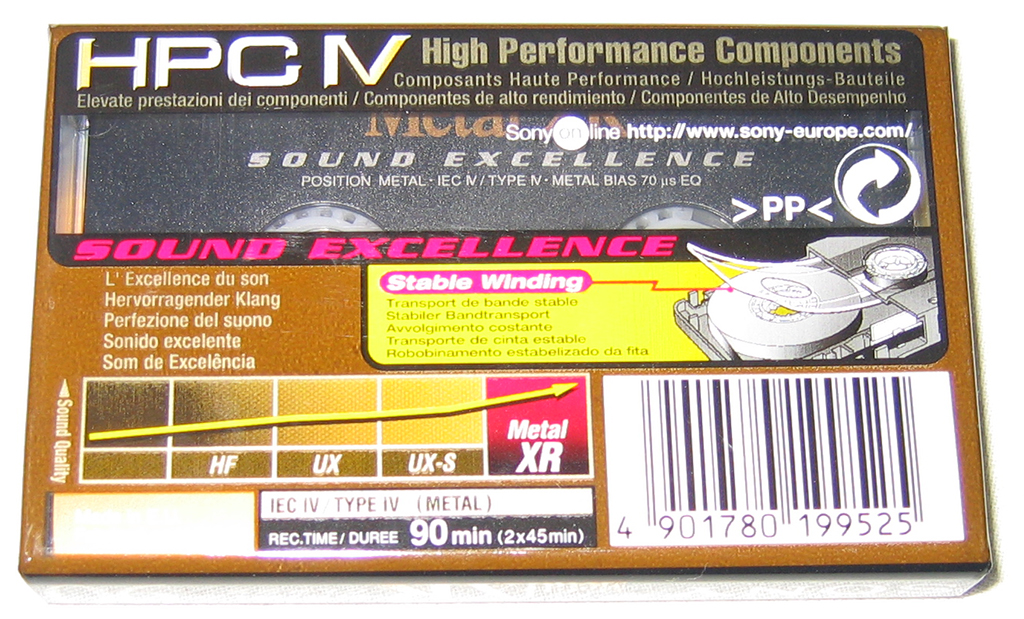 HPC IV High Performance Components
Composants Haute Performance / Hochleistungs-Bauteile
Elevate prestazioni dei componenti / Componentes de alto rendimiento / Componentes de Alto Desempenho
Metal XR
Sony on line http://www.sony-europe.com/
SOUND EXCELLENCE
POSITION METAL · IEC IV / TYPE IV · METAL BIAS 70 µs EQ
>PP<
SOUND EXCELLENCE
L' Excellence du son
Hervorragender Klang
Perfezione del suono
Sonido excelente
Som de Excelência
Stable Winding
Transport de bande stable
Stabiler Bandtransport
Avvolgimento costante
Transporte de cinta estable
Robobinamento estabelizado da fita
Sound Quality
HF UX UX-S Metal XR
IEC IV / TYPE IV (METAL)
REC.TIME / DUREE 90 min (2x45min)
4 901780 199525